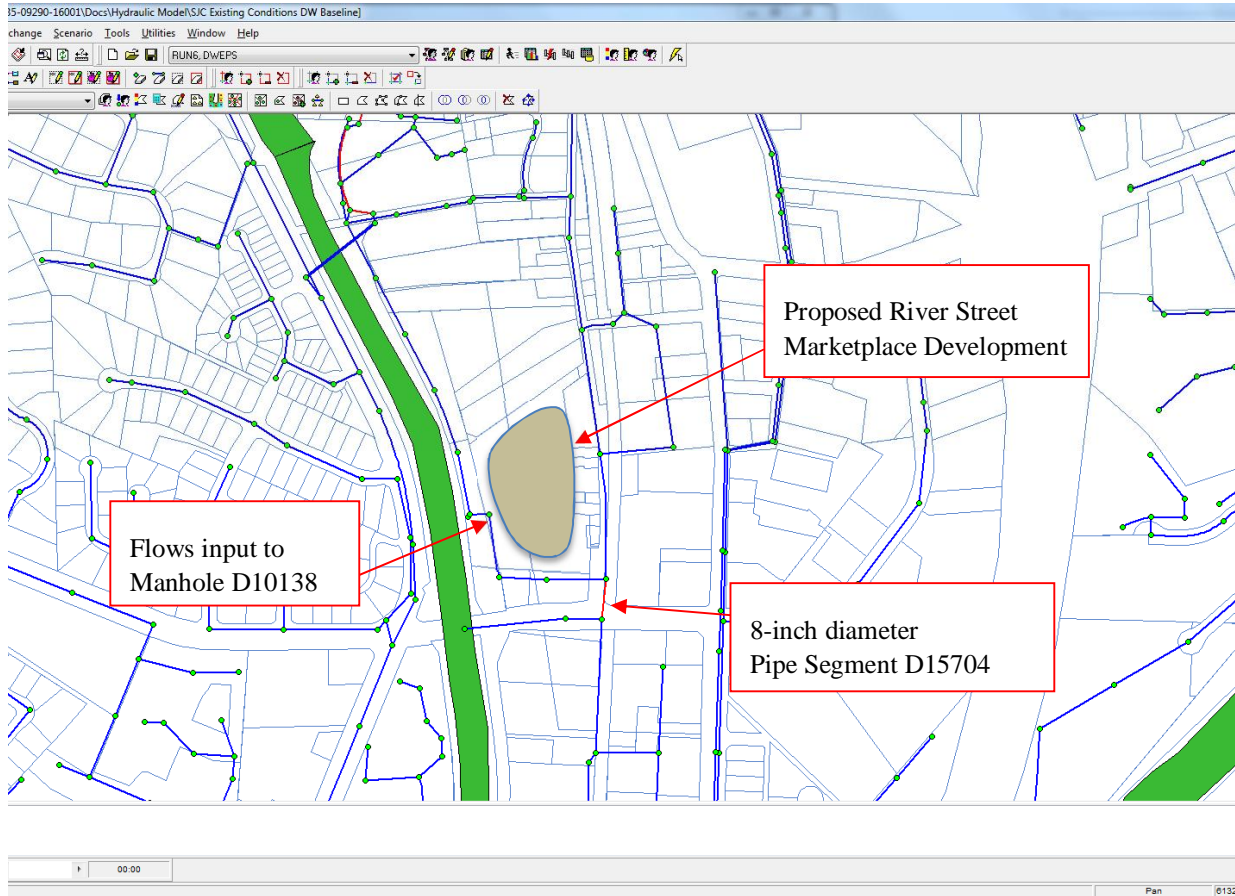 35-09290-16001\Docs\Hydraulic Model\SJC Existing Conditions DW Baseline]
change Scenario Tools Utilities Window Help
RUN6, DWEPS
Proposed River Street
Marketplace Development
Flows input to
Manhole D10138
8-inch diameter
Pipe Segment D15704
00:00
Pan 6132